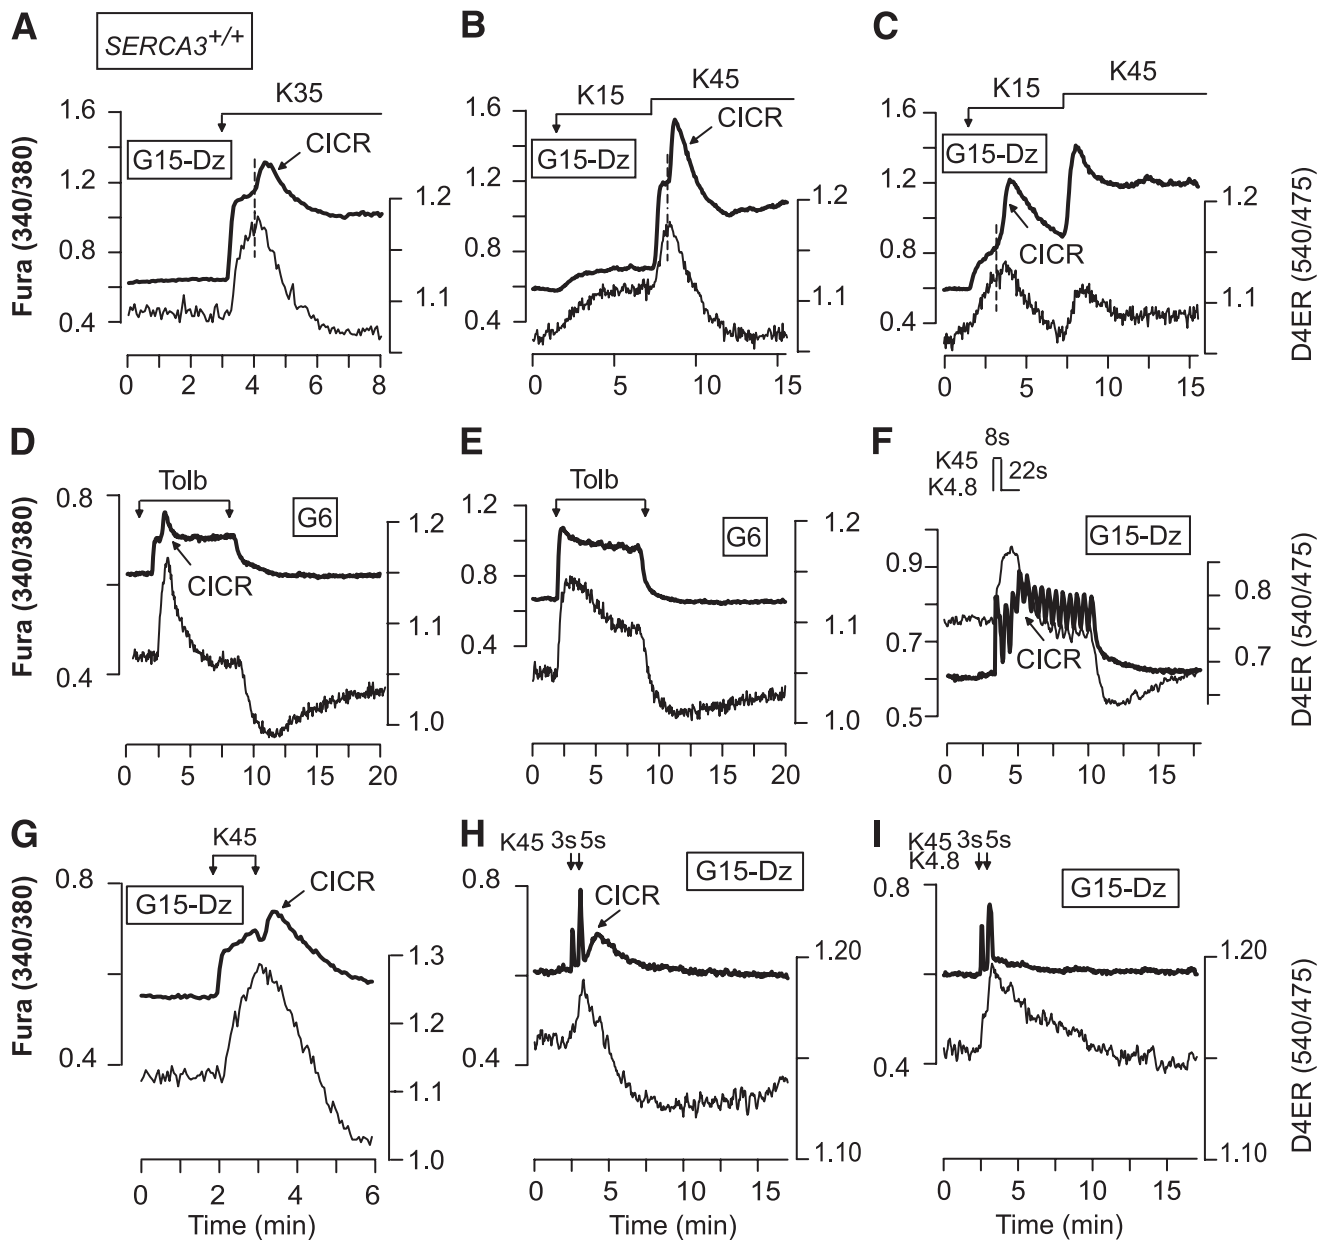 A
SERCA3+/+
K35
1.6
CICR
G15-Dz
1.2
1.2
0.8
1.1
0.4
0 2 4 6 8
Fura (340/380)
B
K45
K15
1.6
CICR
G15-Dz
1.2
1.2
0.8
1.1
0.4
0 5 10 15
C
K45
K15
1.6
G15-Dz
1.2
1.2
CICR
0.8
1.1
0.4
0 5 10 15
D4ER (540/475)
D
Tolb
0.8
G6
1.2
CICR
1.1
0.4
1.0
0 5 10 15 20
Fura (340/380)
E
Tolb
1.2
G6
1.2
0.8
1.1
0.4
1.0
0 5 10 15 20
F
8s
K45
22s
K4.8
G15-Dz
0.9
0.8
0.7
CICR
0.7
0.5
0 5 10 15
D4ER (540/475)
G
K45
0.8
CICR
G15-Dz
1.3
1.2
0.4
1.1
1.0
0 2 4 6
Time (min)
Fura (340/380)
H
K45 3s 5s
G15-Dz
0.8
CICR
1.20
0.4
1.10
0 5 10 15
Time (min)
I
K45 3s 5s
K4.8
0.8
G15-Dz
1.20
0.4
1.10
0 5 10 15
Time (min)
D4ER (540/475)